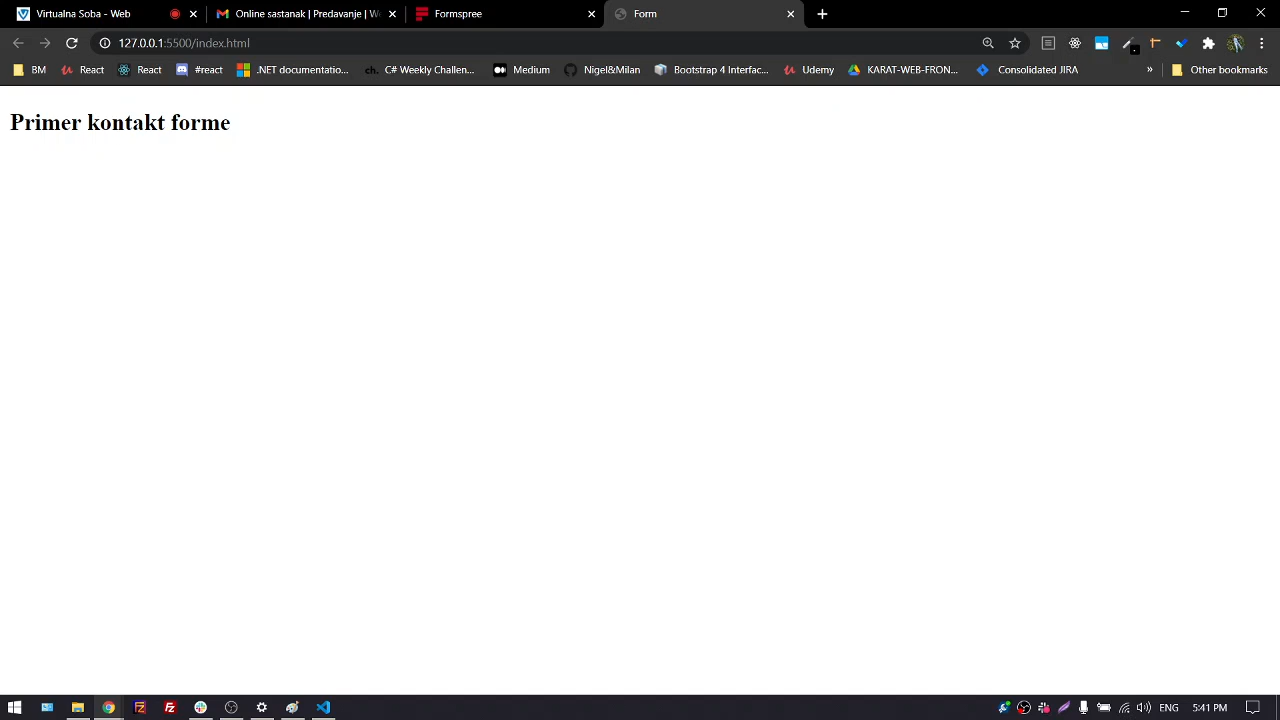 Virtualna Soba - Web
Online sastanak | Predavanje | W
Formspree
Form
127.0.0.1:5500/index.html
BM
React
React
#react
.NET documentatio...
ch. C# Weekly Challen...
Medium
Nigel&Milan
Bootstrap 4 Interfac...
Udemy
KARAT-WEB-FRON...
Consolidated JIRA
»
Other bookmarks
Primer kontakt forme
ENG
5:41 PM